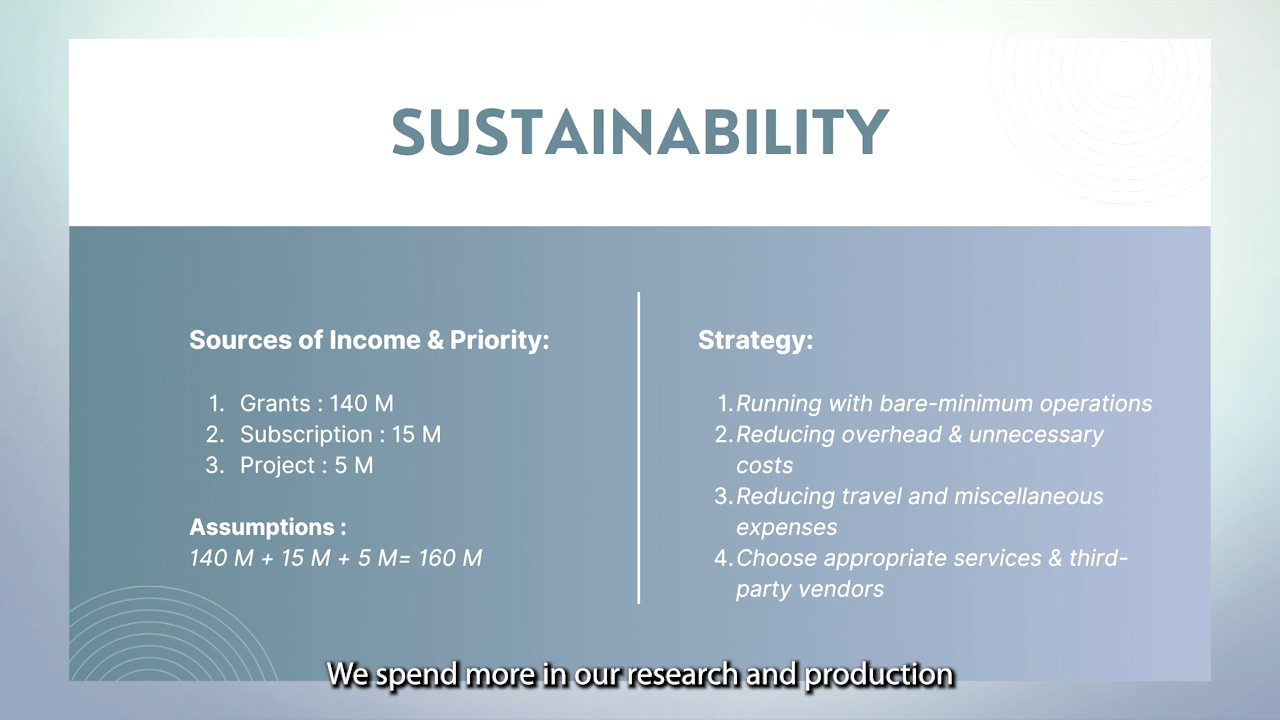 SUSTAINABILITY
Sources of Income & Priority:
1. Grants : 140 M
2. Subscription : 15 M
3. Project : 5 M
Assumptions :
140 M + 15 M + 5 M= 160 M
Strategy:
1. Running with bare-minimum operations
2. Reducing overhead & unnecessary
costs
3. Reducing travel and miscellaneous
expenses
4. Choose appropriate services & third-
party vendors
We spend more in our research and production